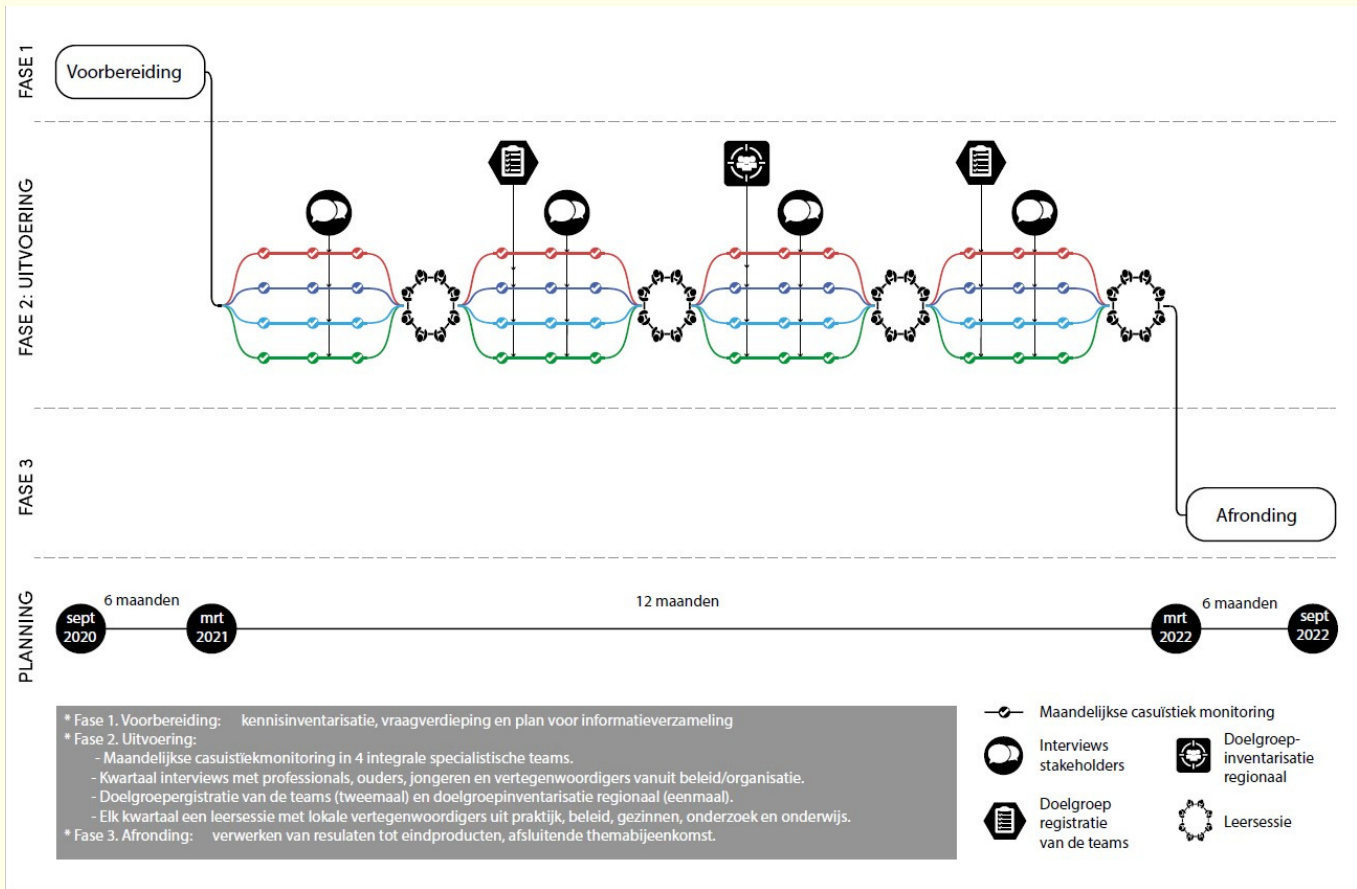 FASE 1
Voorbereiding
FASE 2: UITVOERING
FASE 3
Afronding
PLANNING
sept
2020
6 maanden
mrt
2021
12 maanden
mrt
2022
6 maanden
sept
2022
* Fase 1. Voorbereiding: kennisinventarisatie, vraagverdieping en plan voor informatieverzameling
* Fase 2. Uitvoering:
- Maandelijkse casuistïekmonitoring in 4 integrale specialistische teams.
- Kwartaal interviews met professionals, ouders, jongeren en vertegenwoordigers vanuit beleid/organisatie.
- Doelgroepergistratie van de teams (tweemaal) en doelgroepinventarisatie regionaal (eenmaal).
- Elk kwartaal een leersessie met lokale vertegenwoordigers uit praktijk, beleid, gezinnen, onderzoek en onderwijs.
* Fase 3. Afronding: verwerken van resulaten tot eindproducten, afsluitende themabijeenkomst.
Maandelijkse casuïstiek monitoring
Interviews
stakeholders
Doelgroep-
inventarisatie
regionaal
Doelgroep
registratie
van de teams
Leersessie